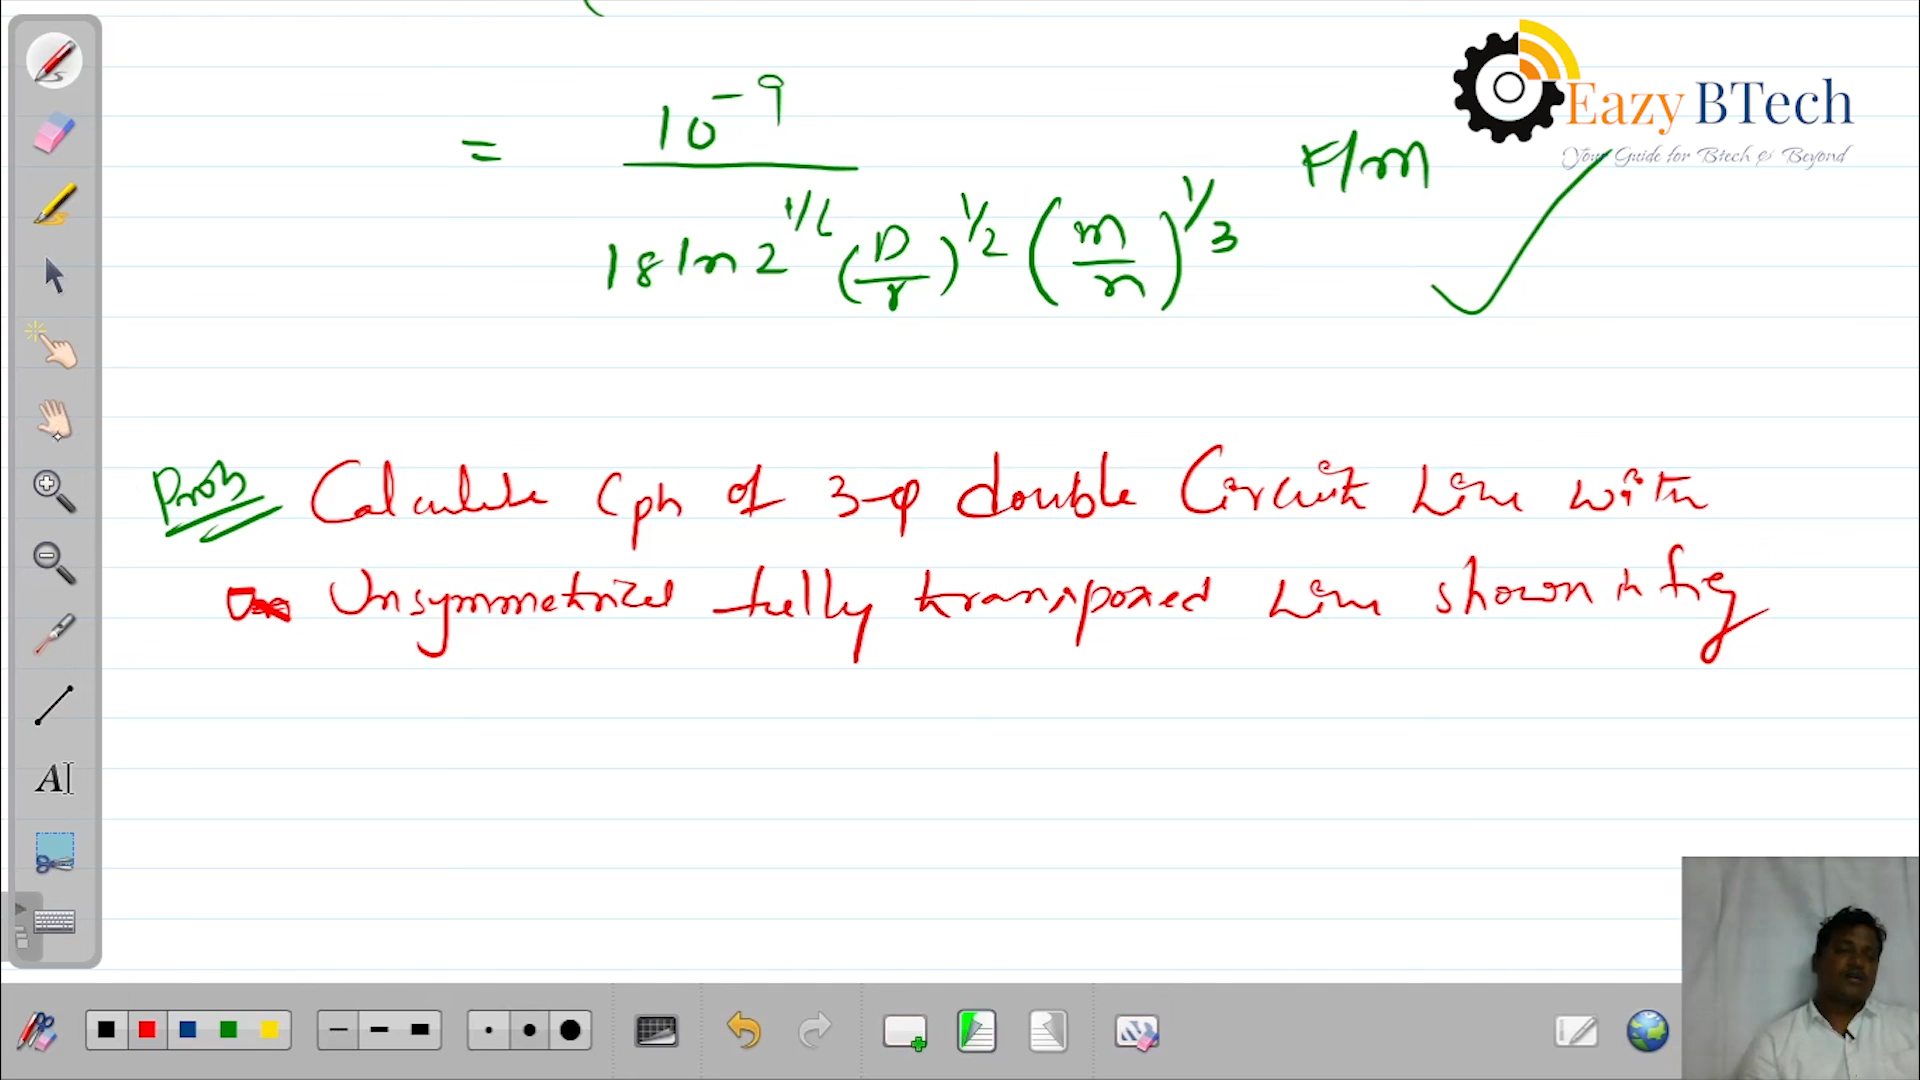 Eazy BTech
Your Guide for Btech & Beyond
= 10^-9 / 18 ln 2^1/6 (D/r)^1/2 (m/n)^1/3 F/m
Prob Calculate Cph of 3-φ double Circuit Line with
Unsymmetrical fully transposed Line shown in fig
A